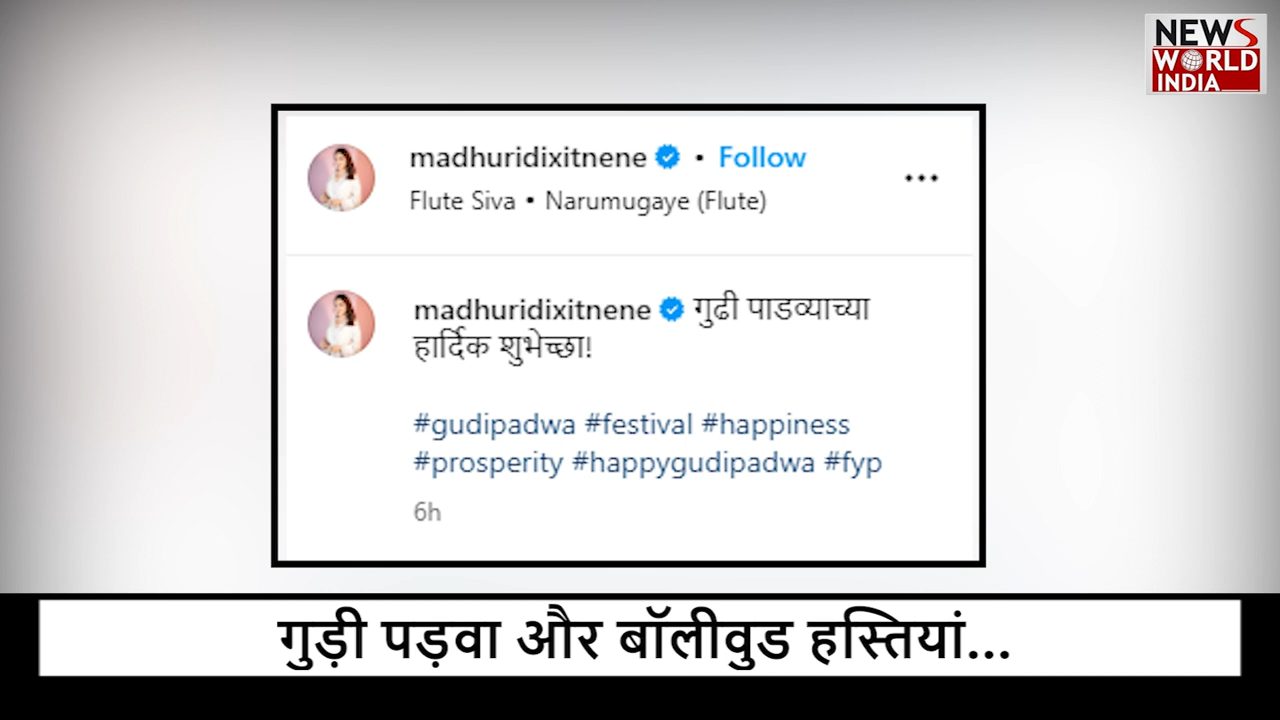 NEWS
WORLD
INDIA
madhuridixitnene • Follow
Flute Siva • Narumugaye (Flute)
madhuridixitnene गुढी पाडव्याच्या
हार्दिक शुभेच्छा!
#gudipadwa #festival #happiness
#prosperity #happygudipadwa #fyp
6h
गुड़ी पड़वा और बॉलीवुड हस्तियां...